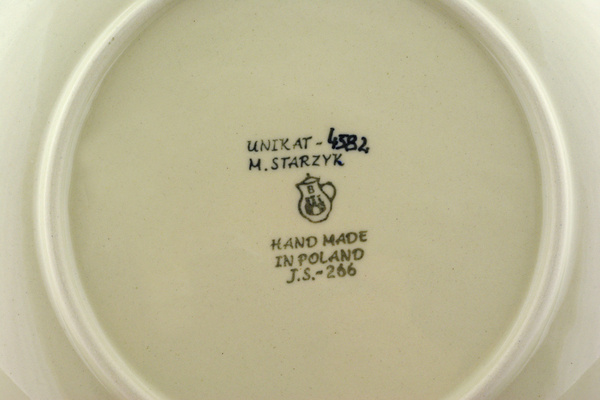 UNIKAT - 4582
M. STARZYK
B
HAND MADE
IN POLAND
J.S.-266